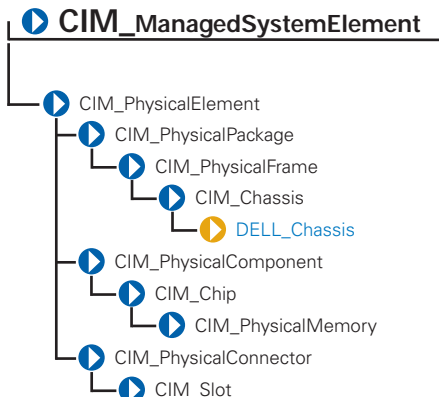 CIM_ManagedSystemElement
CIM_PhysicalElement
CIM_PhysicalPackage
CIM_PhysicalFrame
CIM_Chassis
DELL_Chassis
CIM_PhysicalComponent
CIM_Chip
CIM_PhysicalMemory
CIM_PhysicalConnector
CIM_Slot